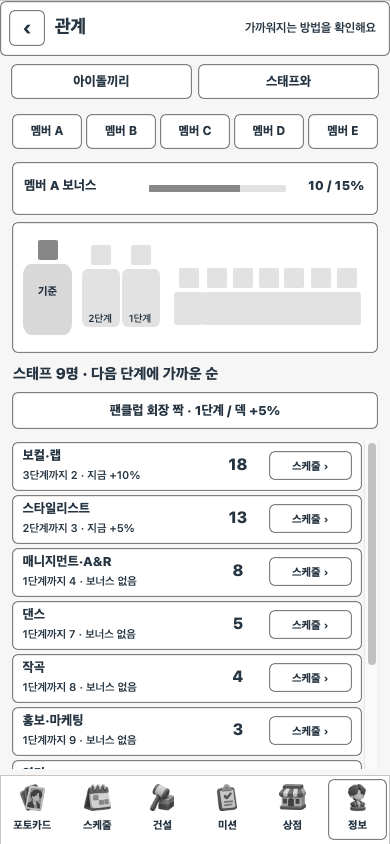 ‹ 관계 가까워지는 방법을 확인해요
아이돌끼리 스태프와
멤버 A 멤버 B 멤버 C 멤버 D 멤버 E
멤버 A 보너스 10 / 15%
기준
2단계 1단계
스태프 9명 · 다음 단계에 가까운 순
팬클럽 회장 짝 · 1단계 / 덱 +5%
보컬·랩
3단계까지 2 · 지금 +10%
18 스케줄 ›
스타일리스트
2단계까지 3 · 지금 +5%
13 스케줄 ›
매니지먼트·A&R
1단계까지 4 · 보너스 없음
8 스케줄 ›
댄스
1단계까지 7 · 보너스 없음
5 스케줄 ›
작곡
1단계까지 8 · 보너스 없음
4 스케줄 ›
홍보·마케팅
1단계까지 9 · 보너스 없음
3 스케줄 ›
포토카드 스케줄 건설 미션 상점 정보